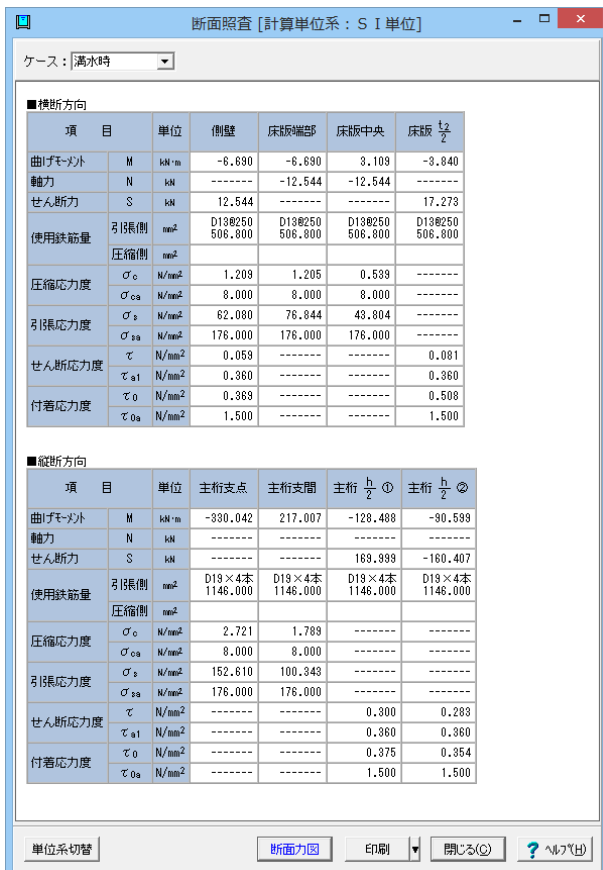 断面照査 [計算単位系：ＳＩ単位]
ケース：満水時
■横断方向
項 目 単位 側壁 床版端部 床版中央 床版 t2/2
曲げモーメント M kN・m -6.690 -6.690 3.109 -3.840
軸力 N kN ------- -12.544 -12.544 -------
せん断力 S kN 12.544 ------- ------- 17.273
使用鉄筋量 引張側 mm2 D13@250 D13@250 D13@250 D13@250
506.800 506.800 506.800 506.800
圧縮側 mm2
圧縮応力度 σc N/mm2 1.209 1.205 0.539 -------
σca N/mm2 8.000 8.000 8.000 -------
引張応力度 σs N/mm2 62.080 76.844 43.804 -------
σsa N/mm2 176.000 176.000 176.000 -------
せん断応力度 τ N/mm2 0.059 ------- ------- 0.081
τa1 N/mm2 0.360 ------- ------- 0.360
付着応力度 τ0 N/mm2 0.369 ------- ------- 0.508
τ0a N/mm2 1.500 ------- ------- 1.500
■縦断方向
項 目 単位 主桁支点 主桁支間 主桁 h/2 ① 主桁 h/2 ②
曲げモーメント M kN・m -330.042 217.007 -128.488 -90.599
軸力 N kN ------- ------- ------- -------
せん断力 S kN ------- ------- 169.999 -160.407
使用鉄筋量 引張側 mm2 D19×4本 D19×4本 D19×4本 D19×4本
1146.000 1146.000 1146.000 1146.000
圧縮側 mm2
圧縮応力度 σc N/mm2 2.721 1.789 ------- -------
σca N/mm2 8.000 8.000 ------- -------
引張応力度 σs N/mm2 152.610 100.343 ------- -------
σsa N/mm2 176.000 176.000 ------- -------
せん断応力度 τ N/mm2 ------- ------- 0.300 0.283
τa1 N/mm2 ------- ------- 0.360 0.360
付着応力度 τ0 N/mm2 ------- ------- 0.375 0.354
τ0a N/mm2 ------- ------- 1.500 1.500
単位系切替 断面力図 印刷 閉じる(C) ? ﾍﾙﾌﾟ(H)